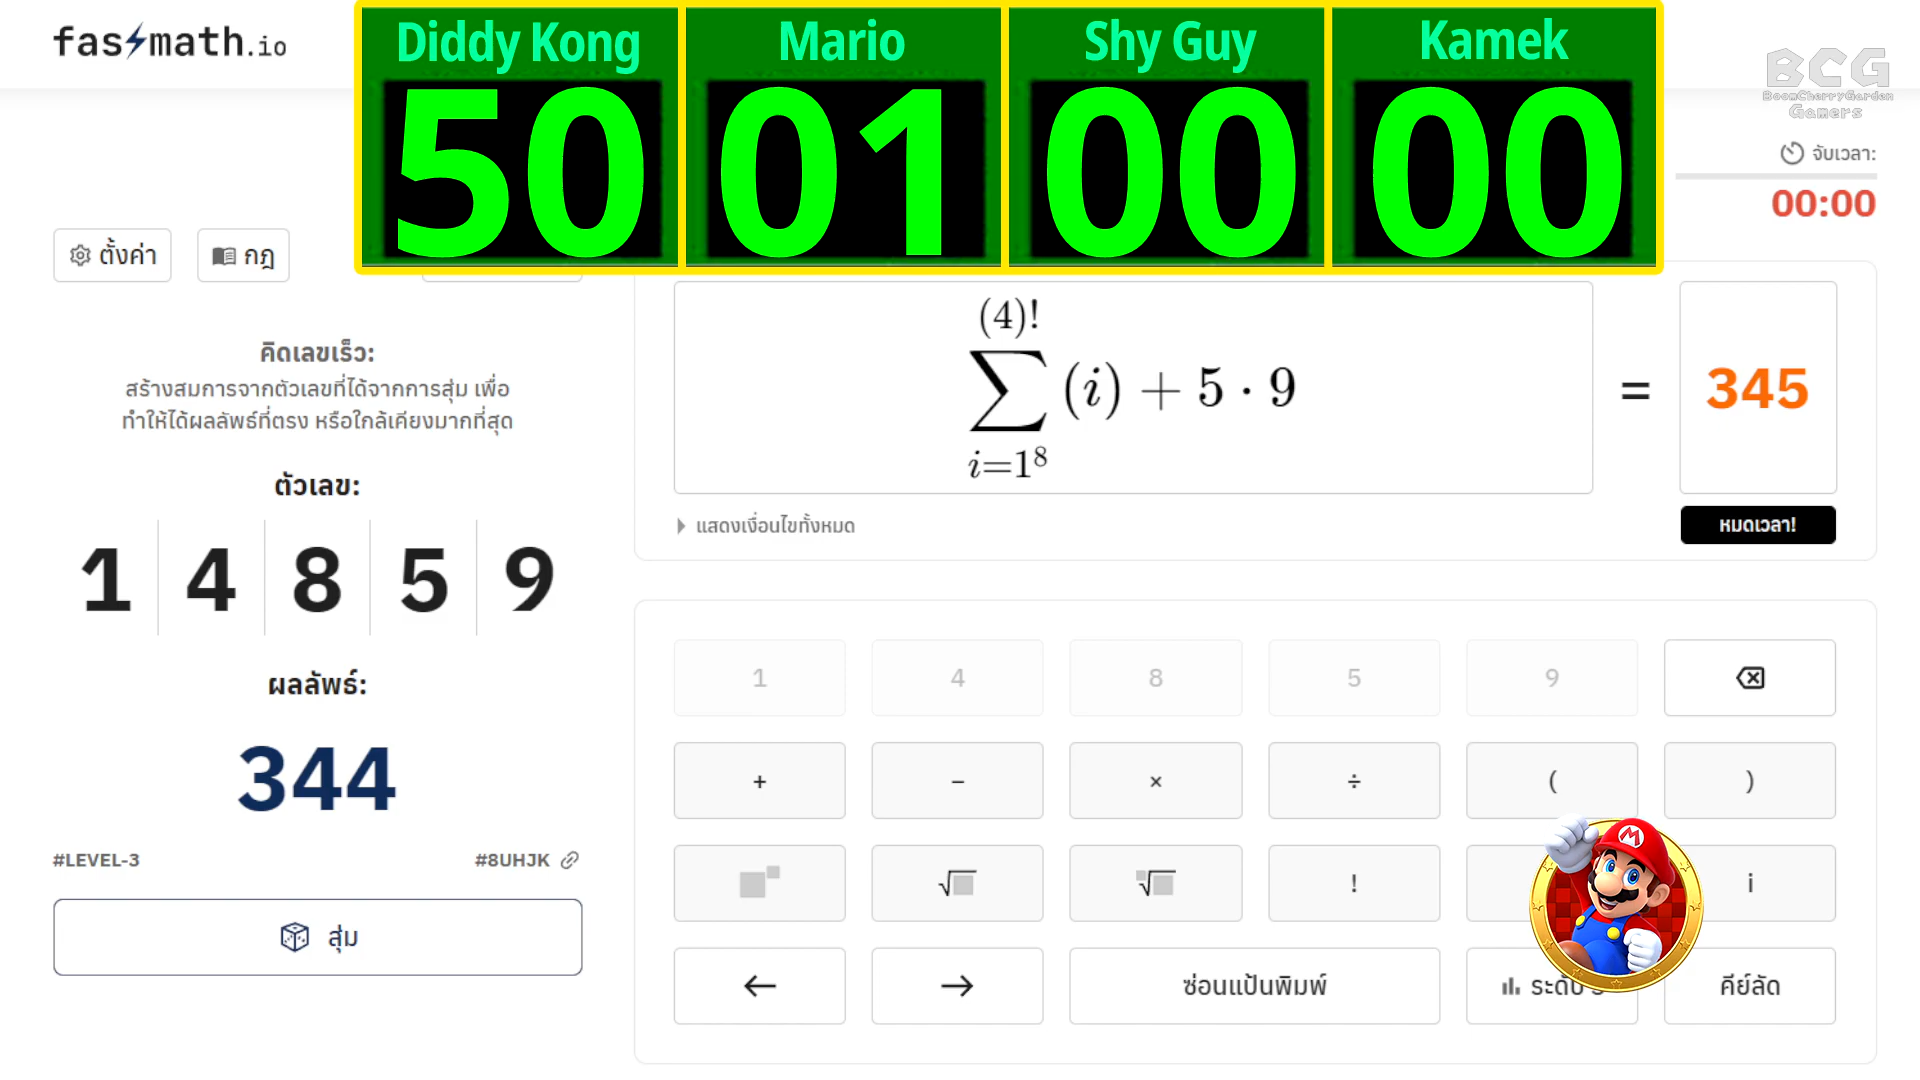 fasmath.io
Diddy Kong
Mario
Shy Guy
Kamek
50
01
00
00
BCG
BoomCherryGarden
Gamers
จับเวลา:
00:00
ตั้งค่า
กฎ
คิดเลขเร็ว:
สร้างสมการจากตัวเลขที่ได้จากการสุ่ม เพื่อ
ทำให้ได้ผลลัพธ์ที่ตรง หรือใกล้เคียงมากที่สุด
ตัวเลข:
1 4 8 5 9
ผลลัพธ์:
344
#LEVEL-3
#8UHJK
สุ่ม
(4)!
∑ (i) + 5 · 9
i=1⁸
=
345
แสดงเงื่อนไขทั้งหมด
หมดเวลา!
1 4 8 5 9
+ − × ÷ ( )
√ √ ! i
← → ซ่อนแป้นพิมพ์ ระดับ คีย์ลัด